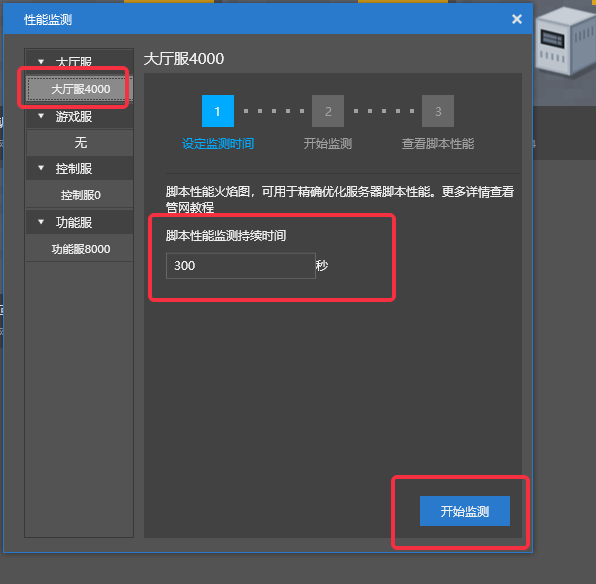 性能监测
大厅服
大厅服4000
游戏服
无
控制服
控制服0
功能服
功能服8000
大厅服4000
1
2
3
设定监测时间
开始监测
查看脚本性能
脚本性能火焰图，可用于精确优化服务器脚本性能。更多详情查看
管网教程
脚本性能监测持续时间
300
秒
开始监测